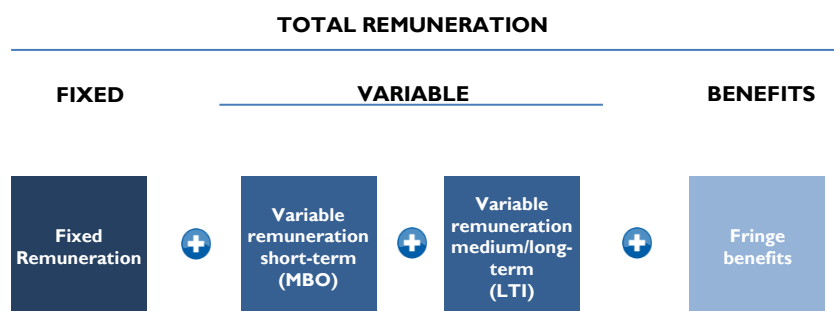 TOTAL REMUNERATION
FIXED
VARIABLE
BENEFITS
Fixed
Remuneration
Variable
remuneration
short-term
(MBO)
Variable
remuneration
medium/long-
term
(LTI)
Fringe
benefits